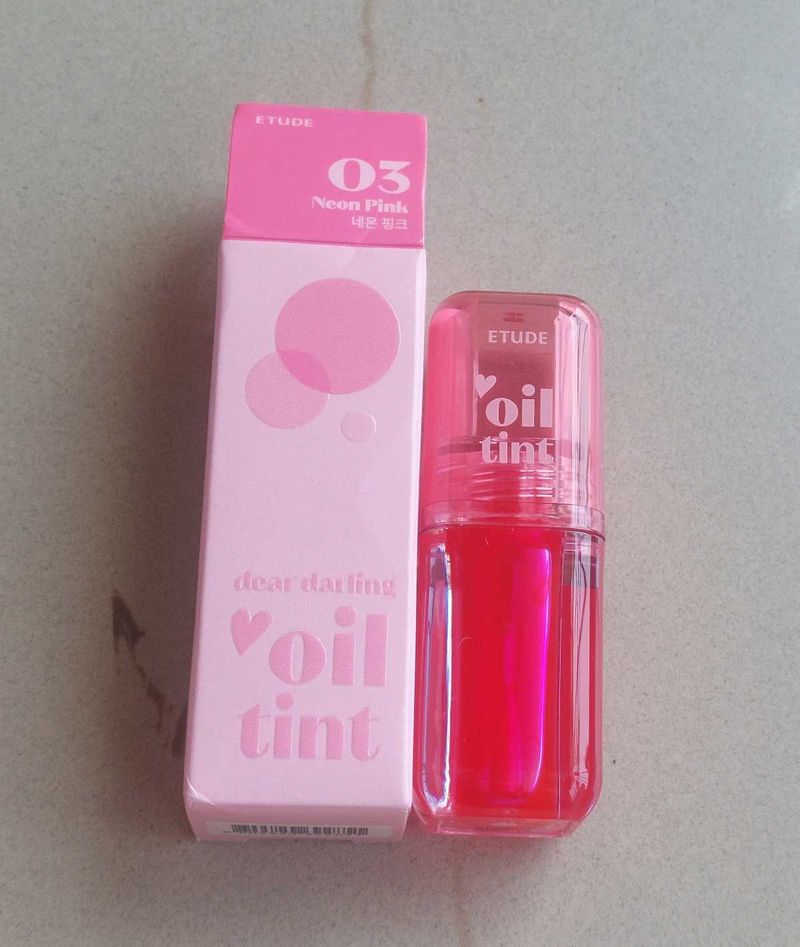 ETUDE
03
Neon Pink
네온 핑크
dear darling
oil
tint
ETUDE
oil
tint